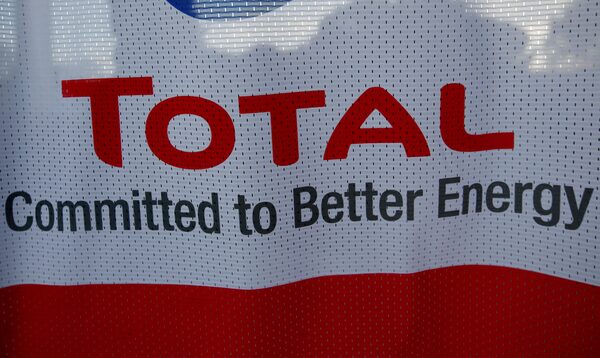 TOTAL
Committed to Better Energy